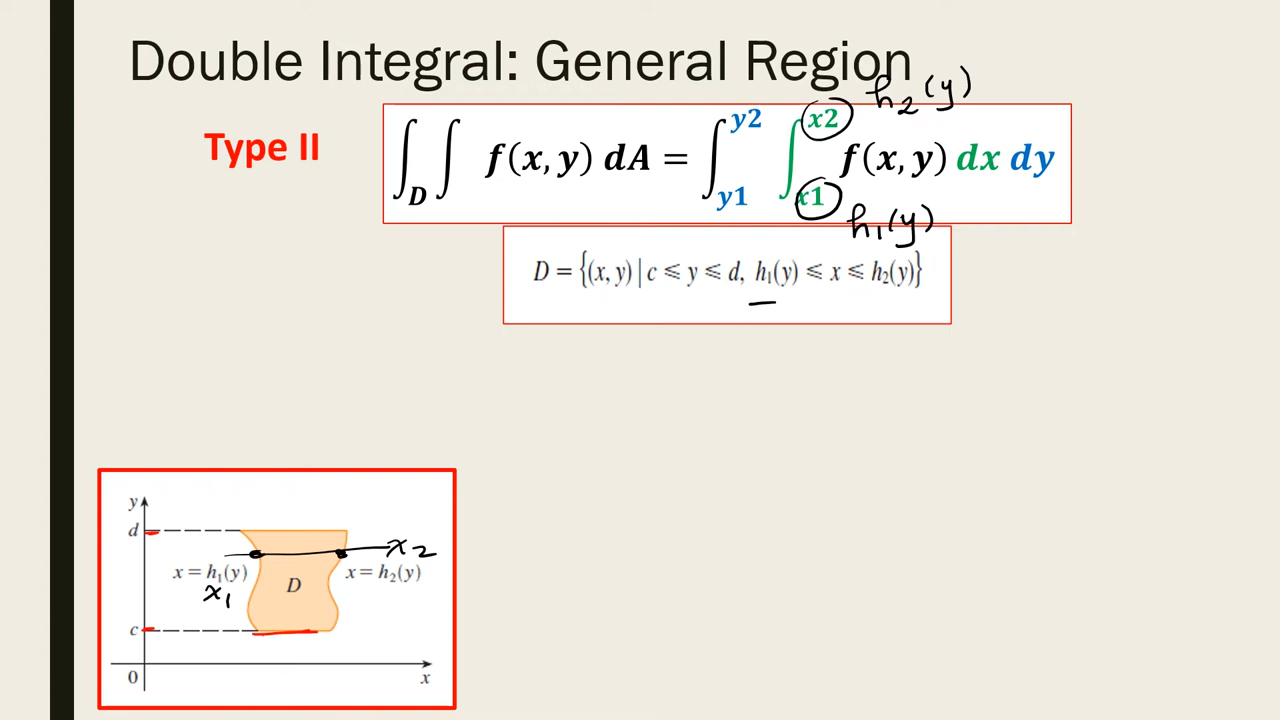 Double Integral: General Region
h₂(y)
Type II
∫_D ∫ f(x, y) dA = ∫_{y1}^{y2} ∫_{x1}^{x2} f(x, y) dx dy
h₁(y)
D = {(x, y) | c ⩽ y ⩽ d, h₁(y) ⩽ x ⩽ h₂(y)}
y
d
x₂
x = h₁(y)
x = h₂(y)
D
x₁
c
0
x